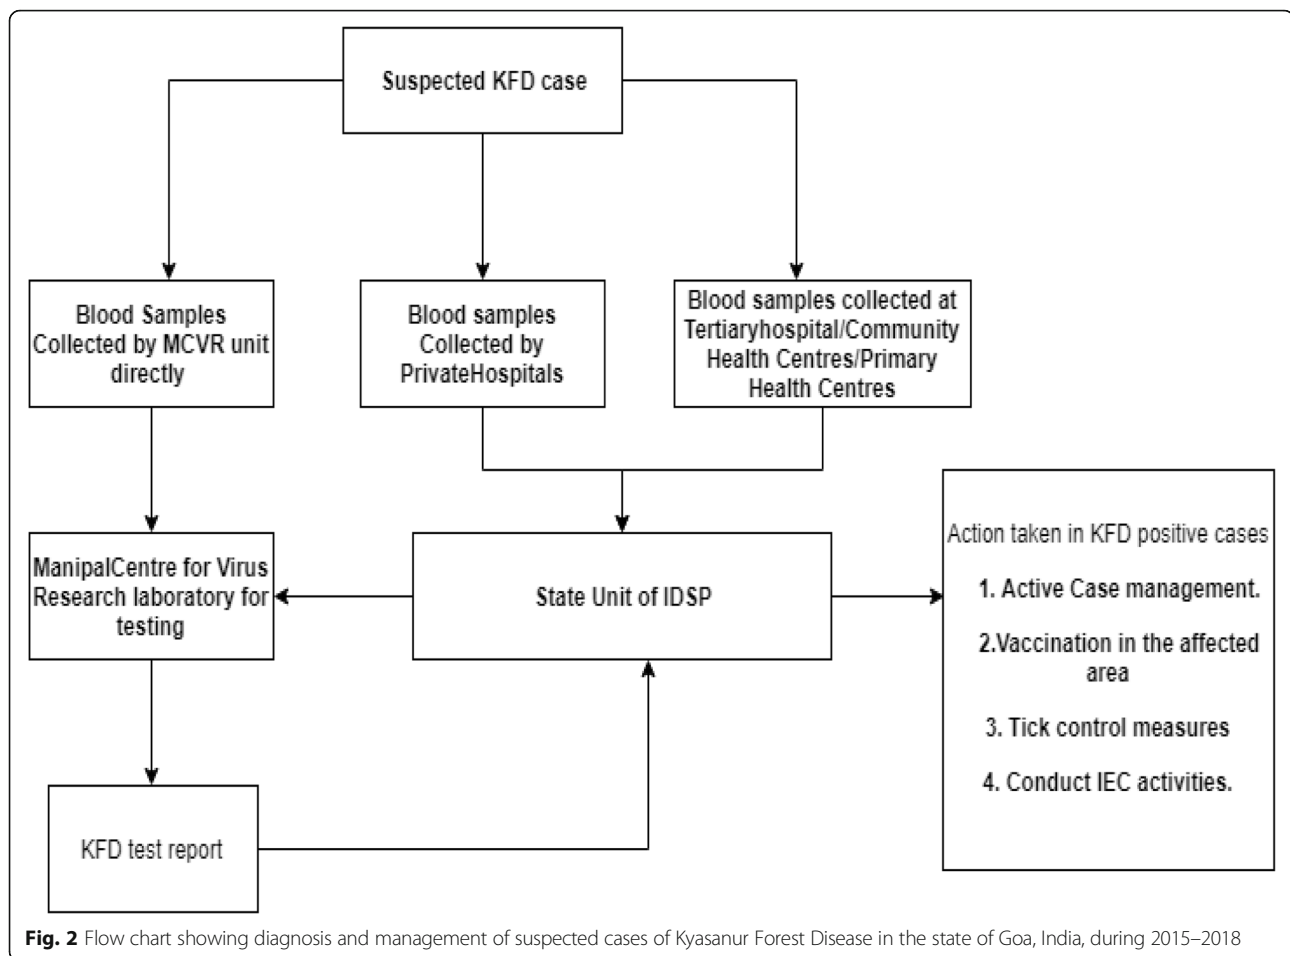 Suspected KFD case
Blood Samples
Collected by MCVR unit
directly
Blood samples
Collected by
PrivateHospitals
Blood samples collected at
Tertiaryhospital/Community
Health Centres/Primary
Health Centres
ManipalCentre for Virus
Research laboratory for
testing
State Unit of IDSP
Action taken in KFD positive cases
1. Active Case management.
2.Vaccination in the affected
area
3. Tick control measures
4. Conduct IEC activities.
KFD test report
Fig. 2 Flow chart showing diagnosis and management of suspected cases of Kyasanur Forest Disease in the state of Goa, India, during 2015–2018